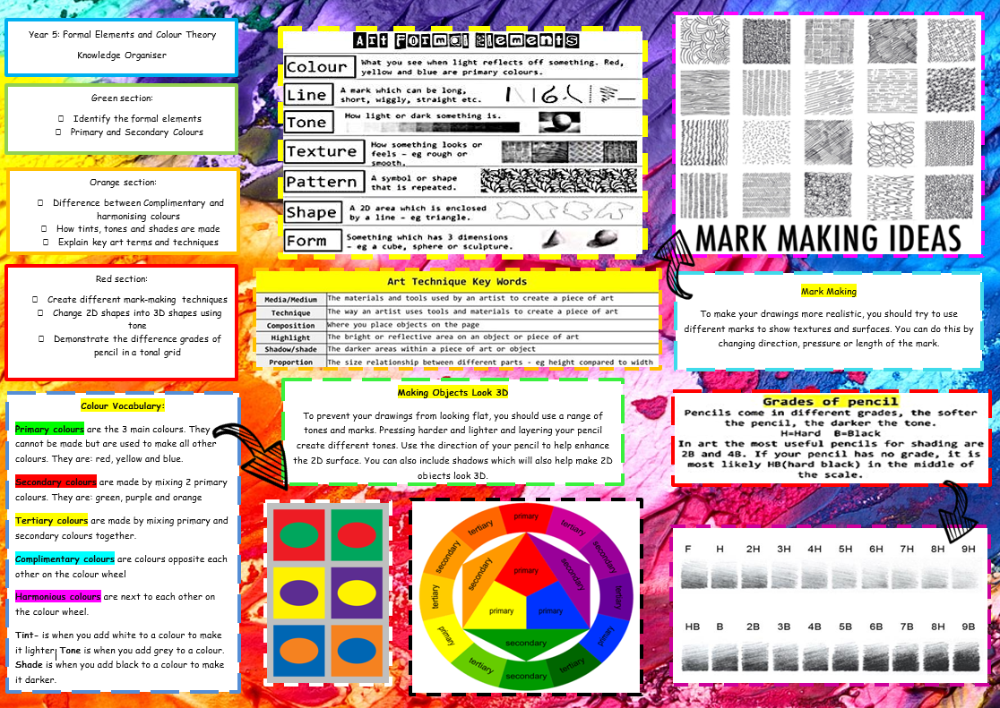 Year 5: Formal Elements and Colour Theory
Knowledge Organiser
Green section:
Identify the formal elements
Primary and Secondary Colours
Orange section:
Difference between Complimentary and
harmonising colours
How tints, tones and shades are made
Explain key art terms and techniques
Red section:
Create different mark-making techniques
Change 2D shapes into 3D shapes using
tone
Demonstrate the difference grades of
pencil in a tonal grid
Colour Vocabulary:
Primary colours are the 3 main colours. They
cannot be made but are used to make all other
colours. They are: red, yellow and blue.
Secondary colours are made by mixing 2 primary
colours. They are: green, purple and orange
Tertiary colours are made by mixing primary and
secondary colours together.
Complimentary colours are colours opposite each
other on the colour wheel
Harmonious colours are next to each other on
the colour wheel.
Tint- is when you add white to a colour to make
it lighter. Tone is when you add grey to a colour.
Shade is when you add black to a colour to make
it darker.
Art Formal Elements
Colour
What you see when light reflects off something. Red,
yellow and blue are primary colours.
Line
A mark which can be long,
short, wiggly, straight etc.
Tone
How light or dark something is.
Texture
How something looks or
feels - eg rough or
smooth.
Pattern
A symbol or shape
that is repeated.
Shape
A 2D area which is enclosed
by a line - eg triangle.
Form
Something which has 3 dimensions
- eg a cube, sphere or sculpture.
Art Technique Key Words
Media/Medium The materials and tools used by an artist to create a piece of art
Technique The way an artist uses tools and materials to create a piece of art
Composition Where you place objects on the page
Highlight The bright or reflective area on an object or piece of art
Shadow/shade The darker areas within a piece of art or object
Proportion The size relationship between different parts - eg height compared to width
Making Objects Look 3D
To prevent your drawings from looking flat, you should use a range of
tones and marks. Pressing harder and lighter and layering your pencil
create different tones. Use the direction of your pencil to help enhance
the 2D surface. You can also include shadows which will also help make 2D
objects look 3D.
primary
tertiary
secondary
tertiary
primary
tertiary
secondary
tertiary
primary
tertiary
secondary
tertiary
primary
secondary
secondary
primary
primary
secondary
MARK MAKING IDEAS
Mark Making
To make your drawings more realistic, you should try to use
different marks to show textures and surfaces. You can do this by
changing direction, pressure or length of the mark.
Grades of pencil
Pencils come in different grades, the softer
the pencil, the darker the tone.
H=Hard B=Black
In art the most useful pencils for shading are
2B and 4B. If your pencil has no grade, it is
most likely HB(hard black) in the middle of
the scale.
F H 2H 3H 4H 5H 6H 7H 8H 9H
HB B 2B 3B 4B 5B 6B 7B 8H 9B